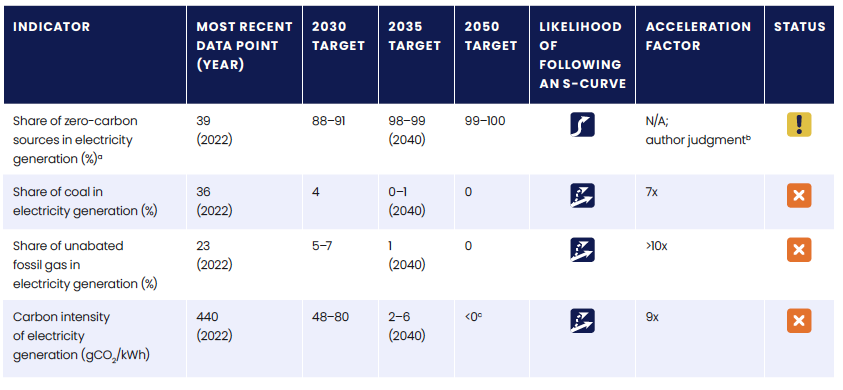 INDICATOR
MOST RECENT
DATA POINT
(YEAR)
2030
TARGET
2035
TARGET
2050
TARGET
LIKELIHOOD
OF
FOLLOWING
AN S-CURVE
ACCELERATION
FACTOR
STATUS
Share of zero-carbon
sources in electricity
generation (%)ᵃ
39
(2022)
88–91
98–99
(2040)
99–100
N/A;
author judgmentᵇ
!
Share of coal in
electricity generation (%)
36
(2022)
4
0–1
(2040)
0
7x
Share of unabated
fossil gas in
electricity generation (%)
23
(2022)
5–7
1
(2040)
0
>10x
Carbon intensity
of electricity
generation (gCO₂/kWh)
440
(2022)
48–80
2–6
(2040)
<0ᶜ
9x